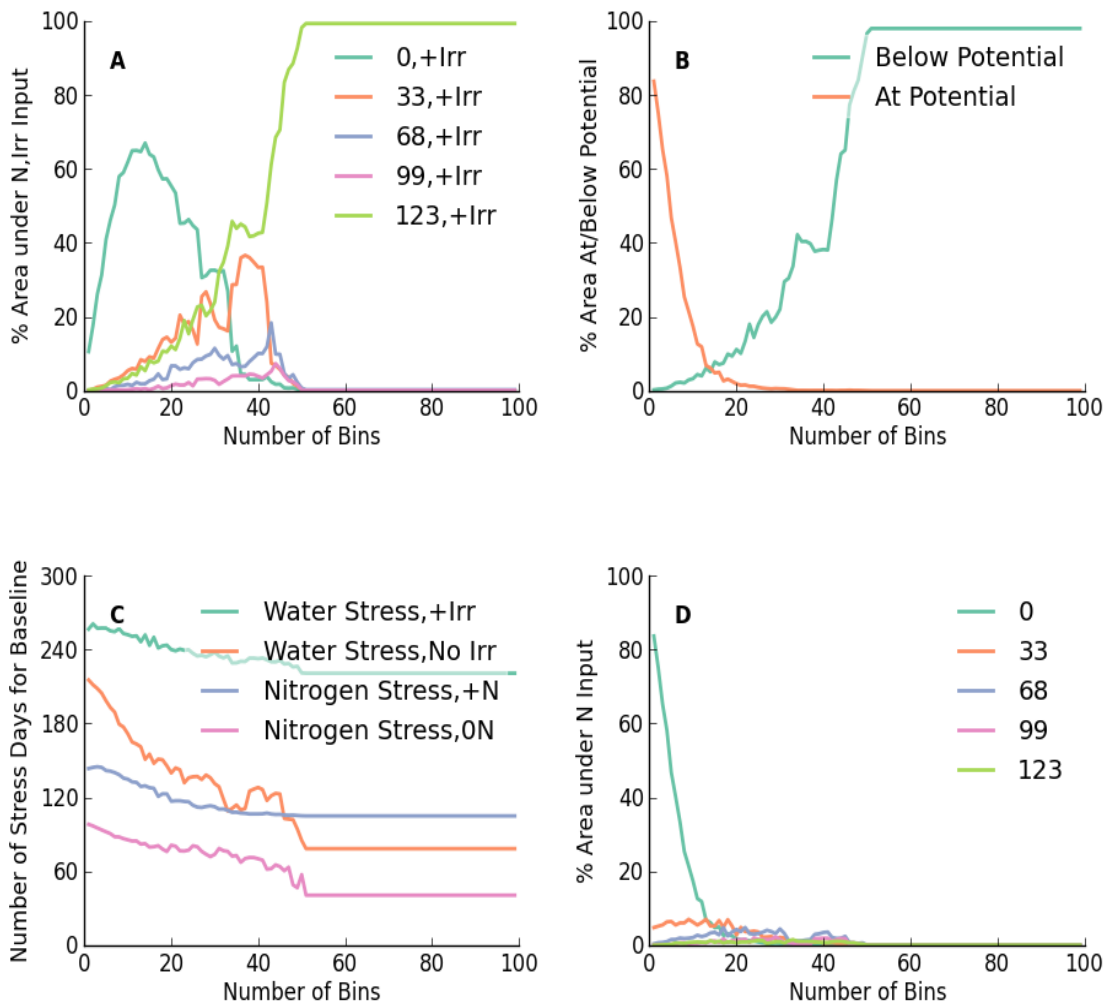 % Area under N,Irr Input
100
80
60
40
20
0
A
0,+Irr
33,+Irr
68,+Irr
99,+Irr
123,+Irr
0 20 40 60 80 100
Number of Bins
% Area At/Below Potential
100
80
60
40
20
0
B
Below Potential
At Potential
0 20 40 60 80 100
Number of Bins
Number of Stress Days for Baseline
300
240
180
120
60
0
C
Water Stress,+Irr
Water Stress,No Irr
Nitrogen Stress,+N
Nitrogen Stress,0N
0 20 40 60 80 100
Number of Bins
% Area under N Input
100
80
60
40
20
0
D
0
33
68
99
123
0 20 40 60 80 100
Number of Bins